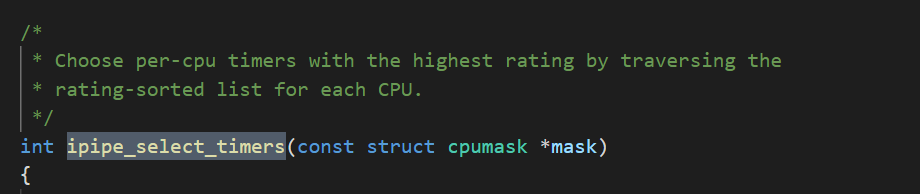 /*
 * Choose per-cpu timers with the highest rating by traversing the
 * rating-sorted list for each CPU.
 */
int ipipe_select_timers(const struct cpumask *mask)
{